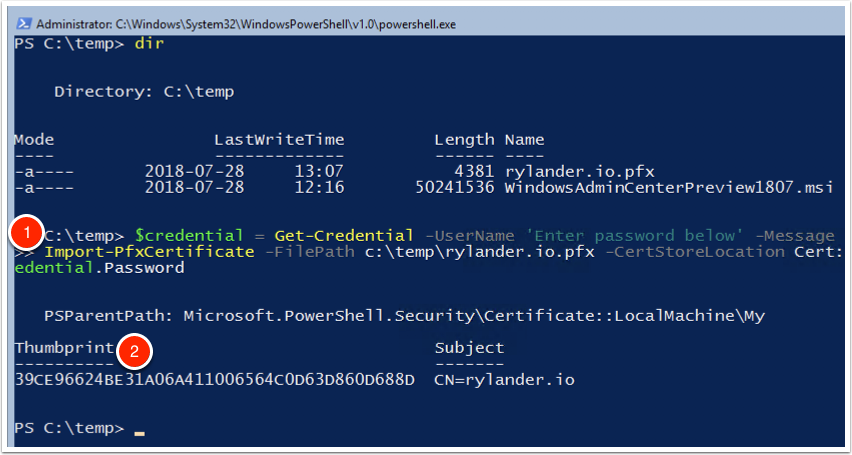 Administrator: C:\Windows\System32\WindowsPowerShell\v1.0\powershell.exe
PS C:\temp> dir
Directory: C:\temp
Mode LastWriteTime Length Name
---- ------------- ------ ----
-a---- 2018-07-28 13:07 4381 rylander.io.pfx
-a---- 2018-07-28 12:16 50241536 WindowsAdminCenterPreview1807.msi
1 C:\temp> $credential = Get-Credential -UserName 'Enter password below' -Message
>> Import-PfxCertificate -FilePath c:\temp\rylander.io.pfx -CertStoreLocation Cert:
edential.Password
PSParentPath: Microsoft.PowerShell.Security\Certificate::LocalMachine\My
Thumbprint 2 Subject
---------- -------
39CE96624BE31A06A411006564C0D63D860D688D CN=rylander.io
PS C:\temp> _